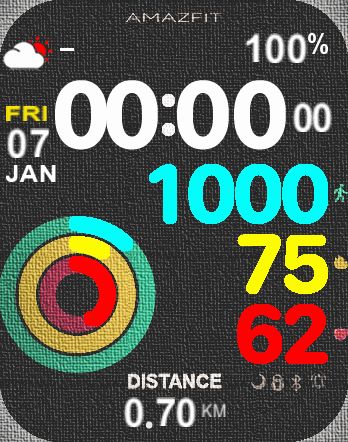 AMAZFIT
– 100%
FRI 00:00 00
07
JAN
1000
75
62
DISTANCE
0.70 KM